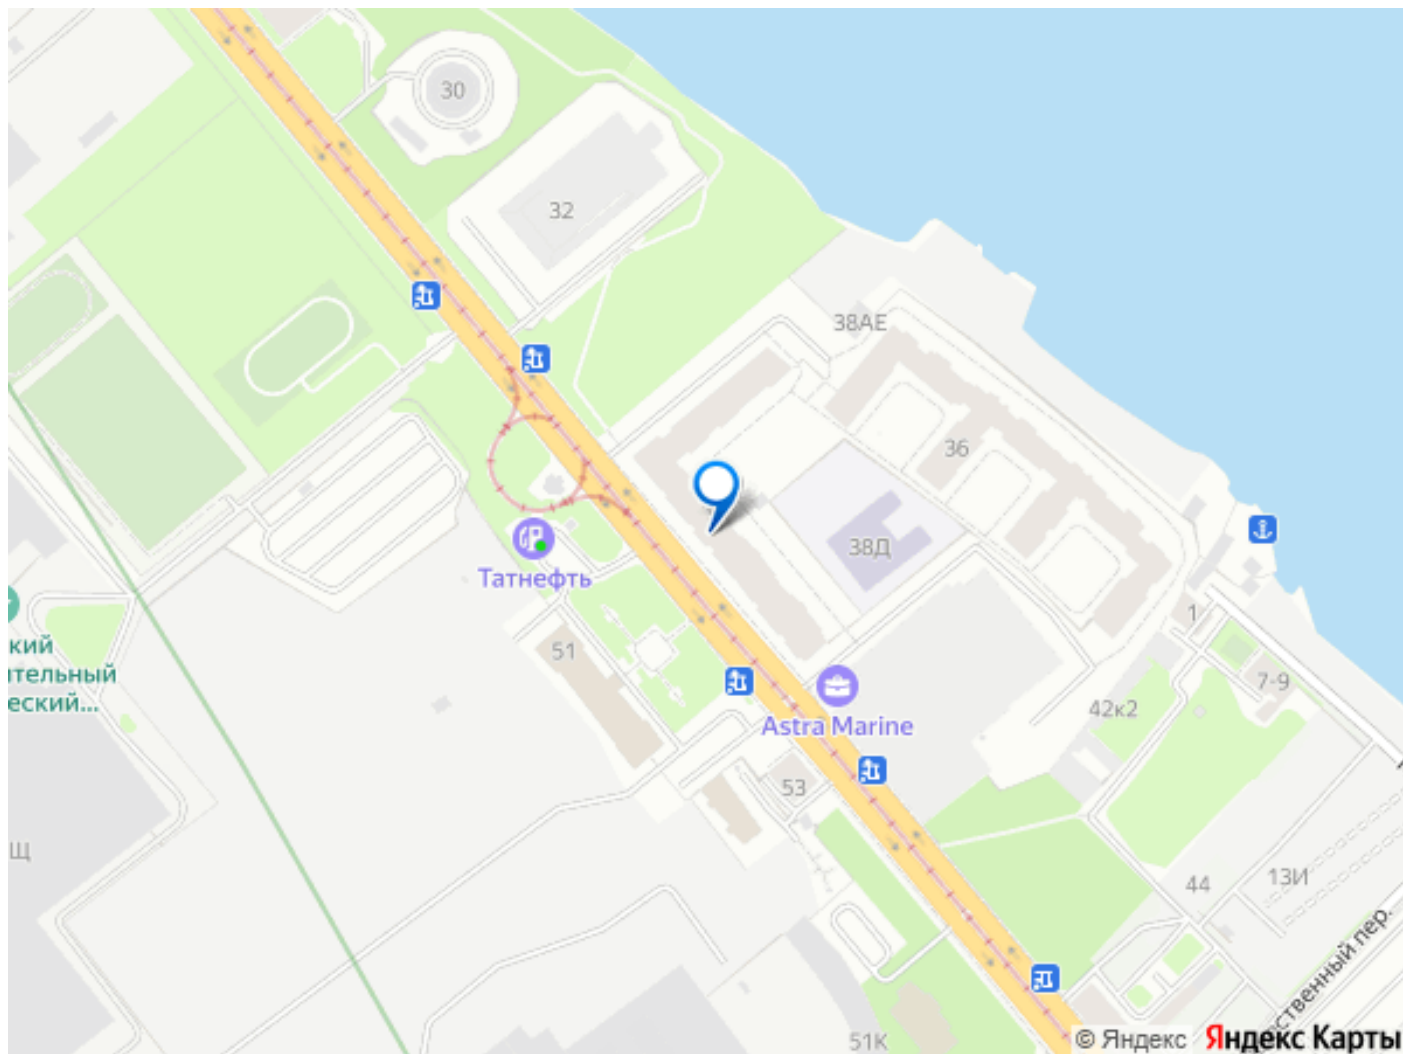 30
32
38АЕ
36
38Д
Татнефть
51
1
7-9
42к2
Astra Marine
53
кий
ительный
еский...
Щ
44
13И
ственный пер.
51К
© Яндекс Яндекс Карты